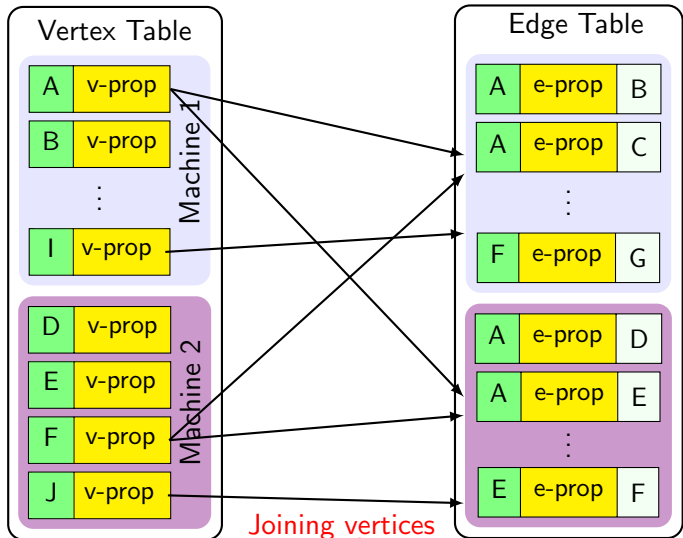 Vertex Table
A v-prop
B v-prop
⋮
I v-prop
Machine 1
D v-prop
E v-prop
F v-prop
J v-prop
Machine 2
Edge Table
A e-prop B
A e-prop C
⋮
F e-prop G
A e-prop D
A e-prop E
⋮
E e-prop F
Joining vertices